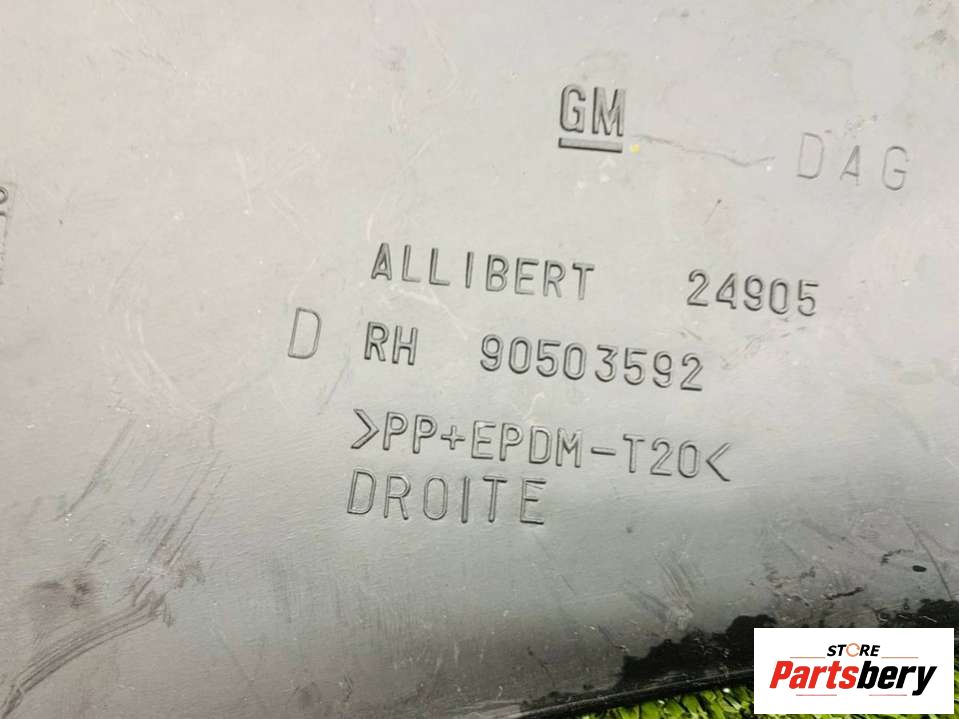 GM
DAG
ALLIBERT 24905
D RH 90503592
>PP+EPDM-T20<
DROITE
STORE
Partsbery